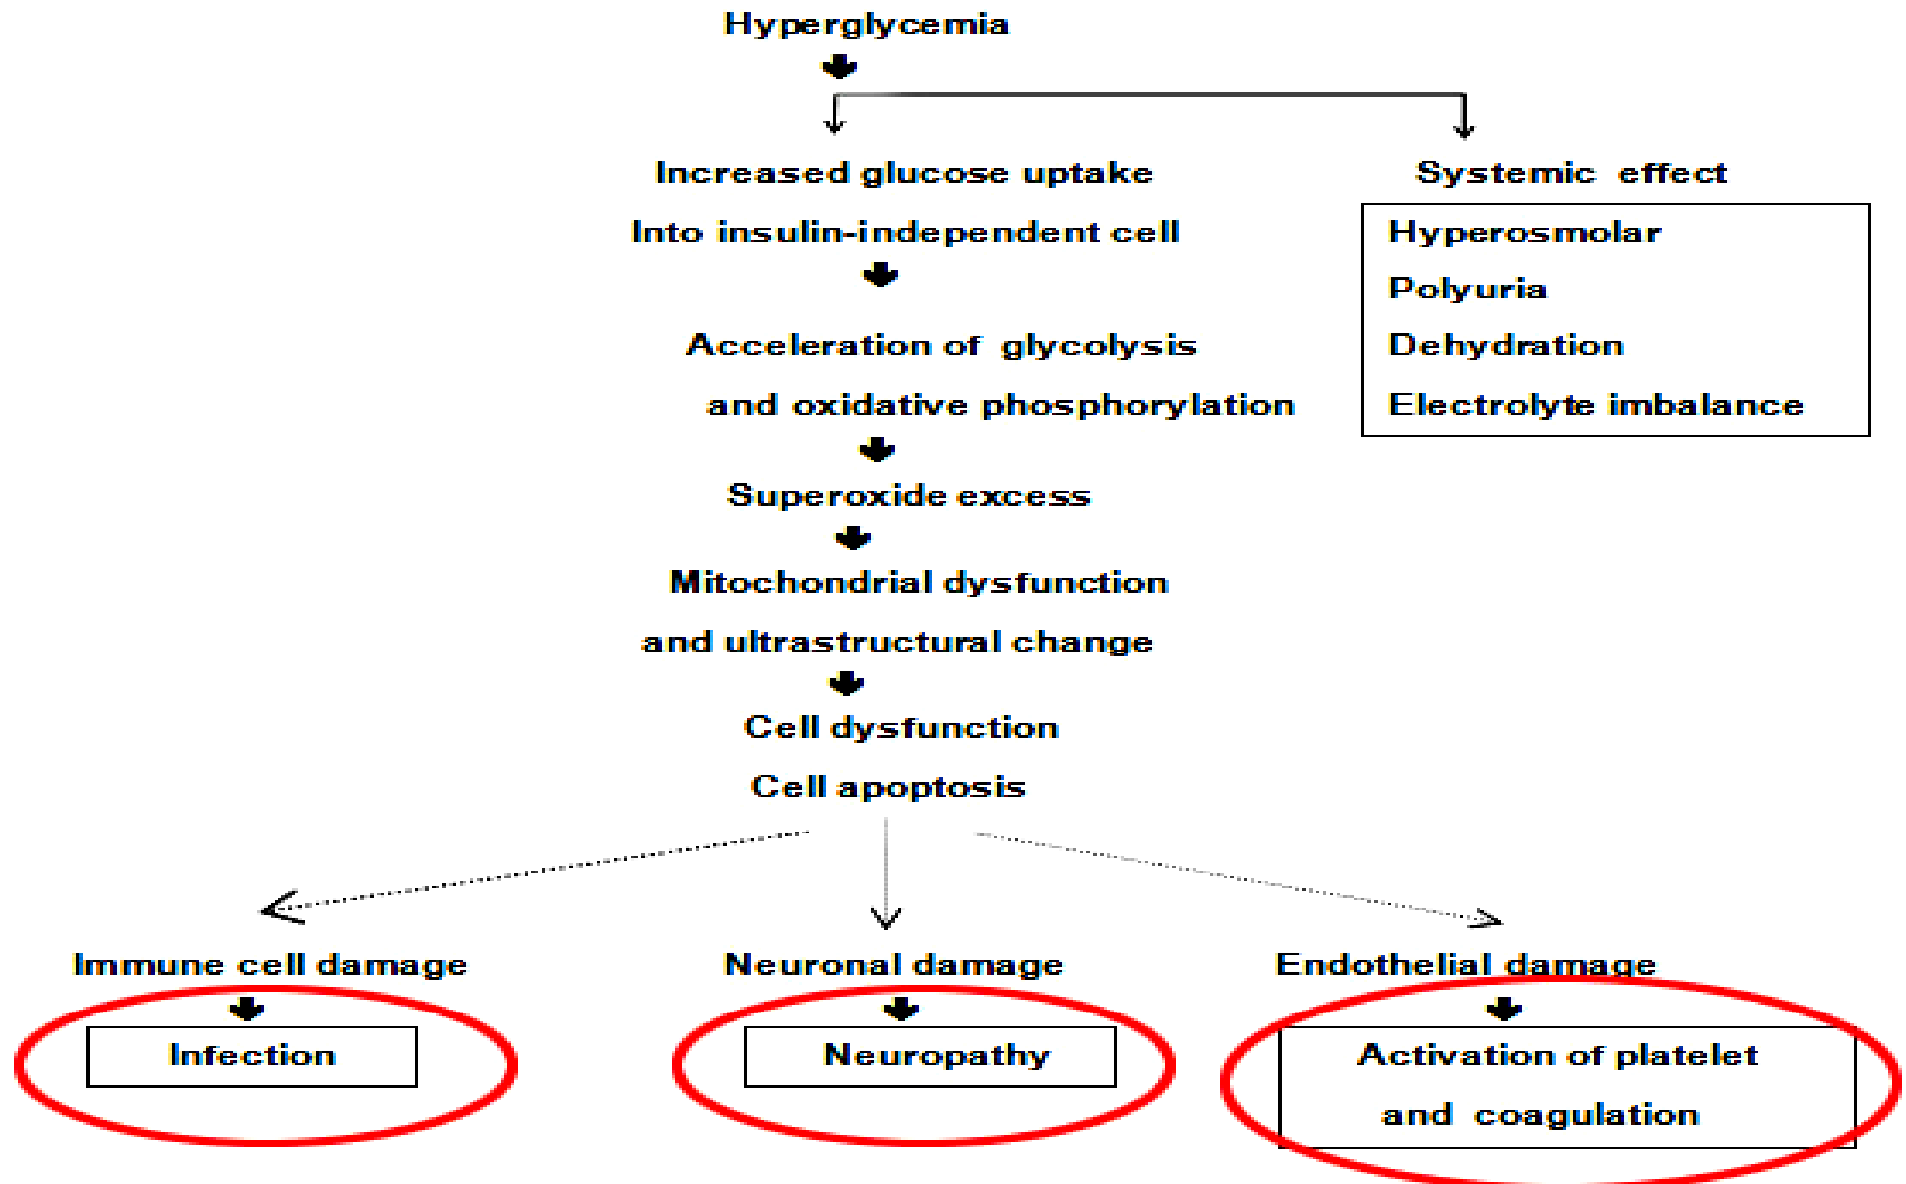 Hyperglycemia
Increased glucose uptake
Into insulin-independent cell
Acceleration of glycolysis
and oxidative phosphorylation
Superoxide excess
Mitochondrial dysfunction
and ultrastructural change
Cell dysfunction
Cell apoptosis
Systemic effect
Hyperosmolar
Polyuria
Dehydration
Electrolyte imbalance
Immune cell damage
Infection
Neuronal damage
Neuropathy
Endothelial damage
Activation of platelet
and coagulation